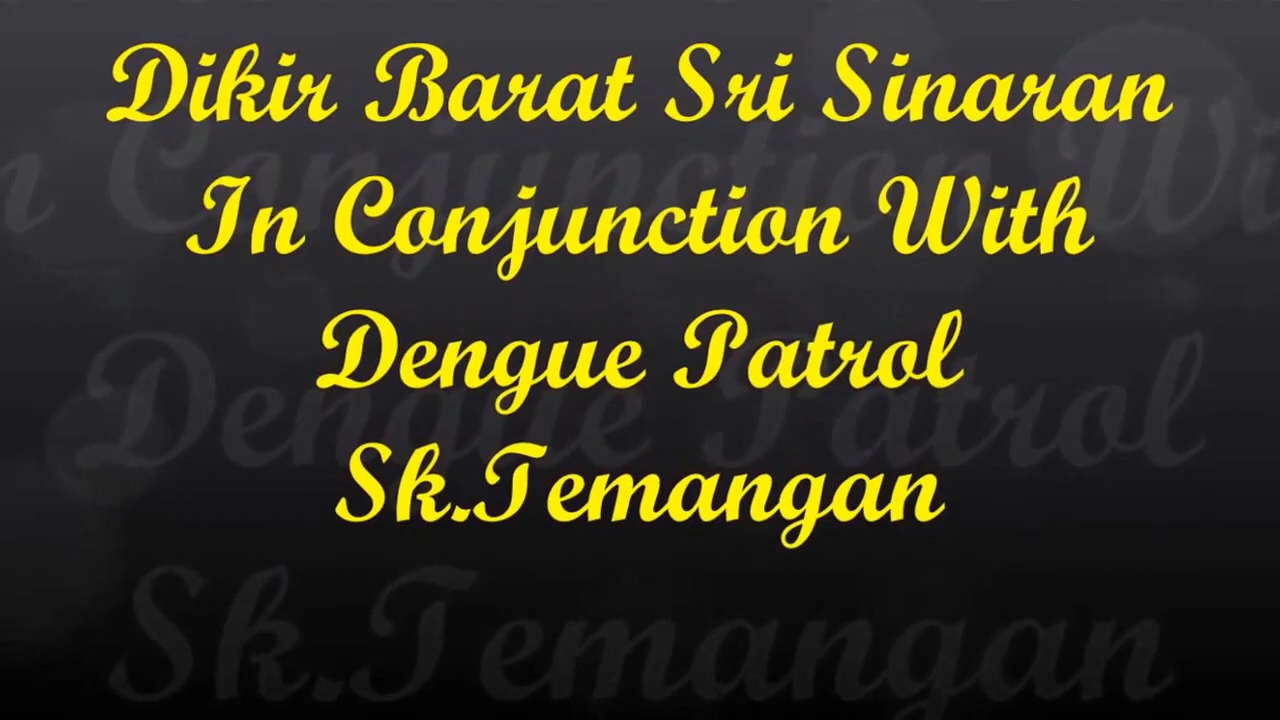 Dikir Barat Sri Sinaran
In Conjunction With
Dengue Patrol
Sk.Temangan